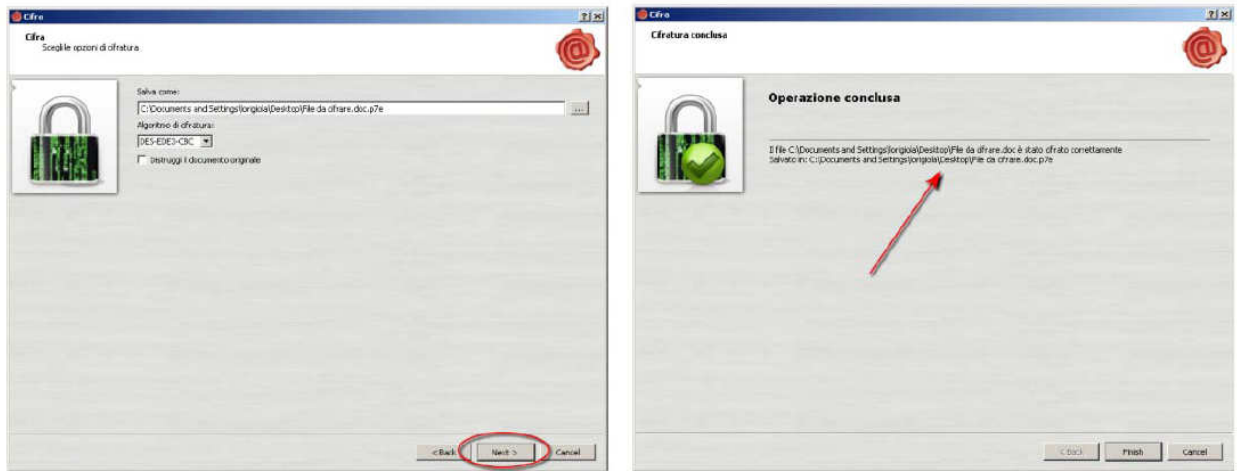 Cifra
Cifra
Scegli le opzioni di cifratura
Salva come:
C:\Documents and Settings\lorigiola\Desktop\File da cifrare.doc.p7e
...
Algoritmo di cifratura:
DES-EDE3-CBC
Distruggi il documento originale
< Back
Next >
Cancel
Cifra
Cifratura conclusa
Operazione conclusa
Il file C:\Documents and Settings\lorigiola\Desktop\File da cifrare.doc è stato cifrato correttamente
Salvato in: C:\Documents and Settings\lorigiola\Desktop\File da cifrare.doc.p7e
< Back
Finish
Cancel